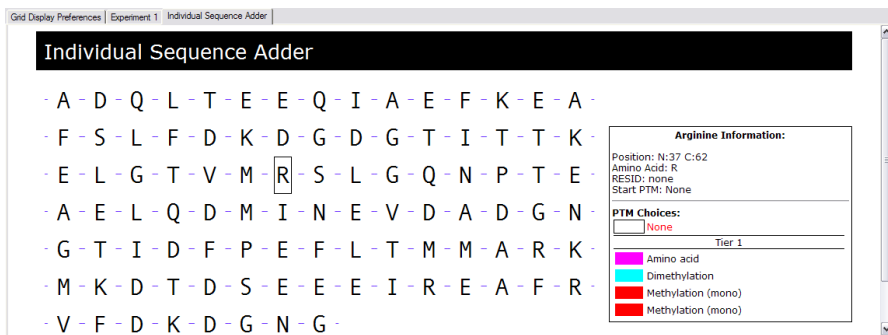 Grid Display Preferences Experiment 1 Individual Sequence Adder
Individual Sequence Adder
- A - D - Q - L - T - E - E - Q - I - A - E - F - K - E - A -
- F - S - L - F - D - K - D - G - D - G - T - I - T - T - K -
- E - L - G - T - V - M - R - S - L - G - Q - N - P - T - E -
- A - E - L - Q - D - M - I - N - E - V - D - A - D - G - N -
- G - T - I - D - F - P - E - F - L - T - M - M - A - R - K -
- M - K - D - T - D - S - E - E - E - I - R - E - A - F - R -
- V - F - D - K - D - G - N - G -
Arginine Information:
Position: N:37 C:62
Amino Acid: R
RESID: none
Start PTM: None
PTM Choices:
None
Tier 1
Amino acid
Dimethylation
Methylation (mono)
Methylation (mono)